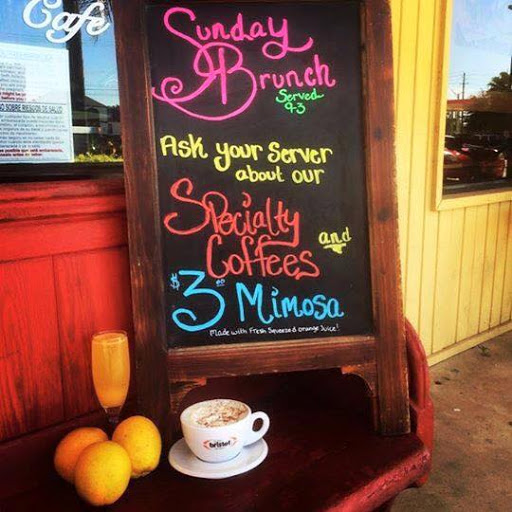 Cafe
Sunday
Brunch
Served
9-3
Ask your server
about our
Specialty
Coffees and
$3.00 Mimosa
Made with Fresh Squeezed orange Juice!
bristot